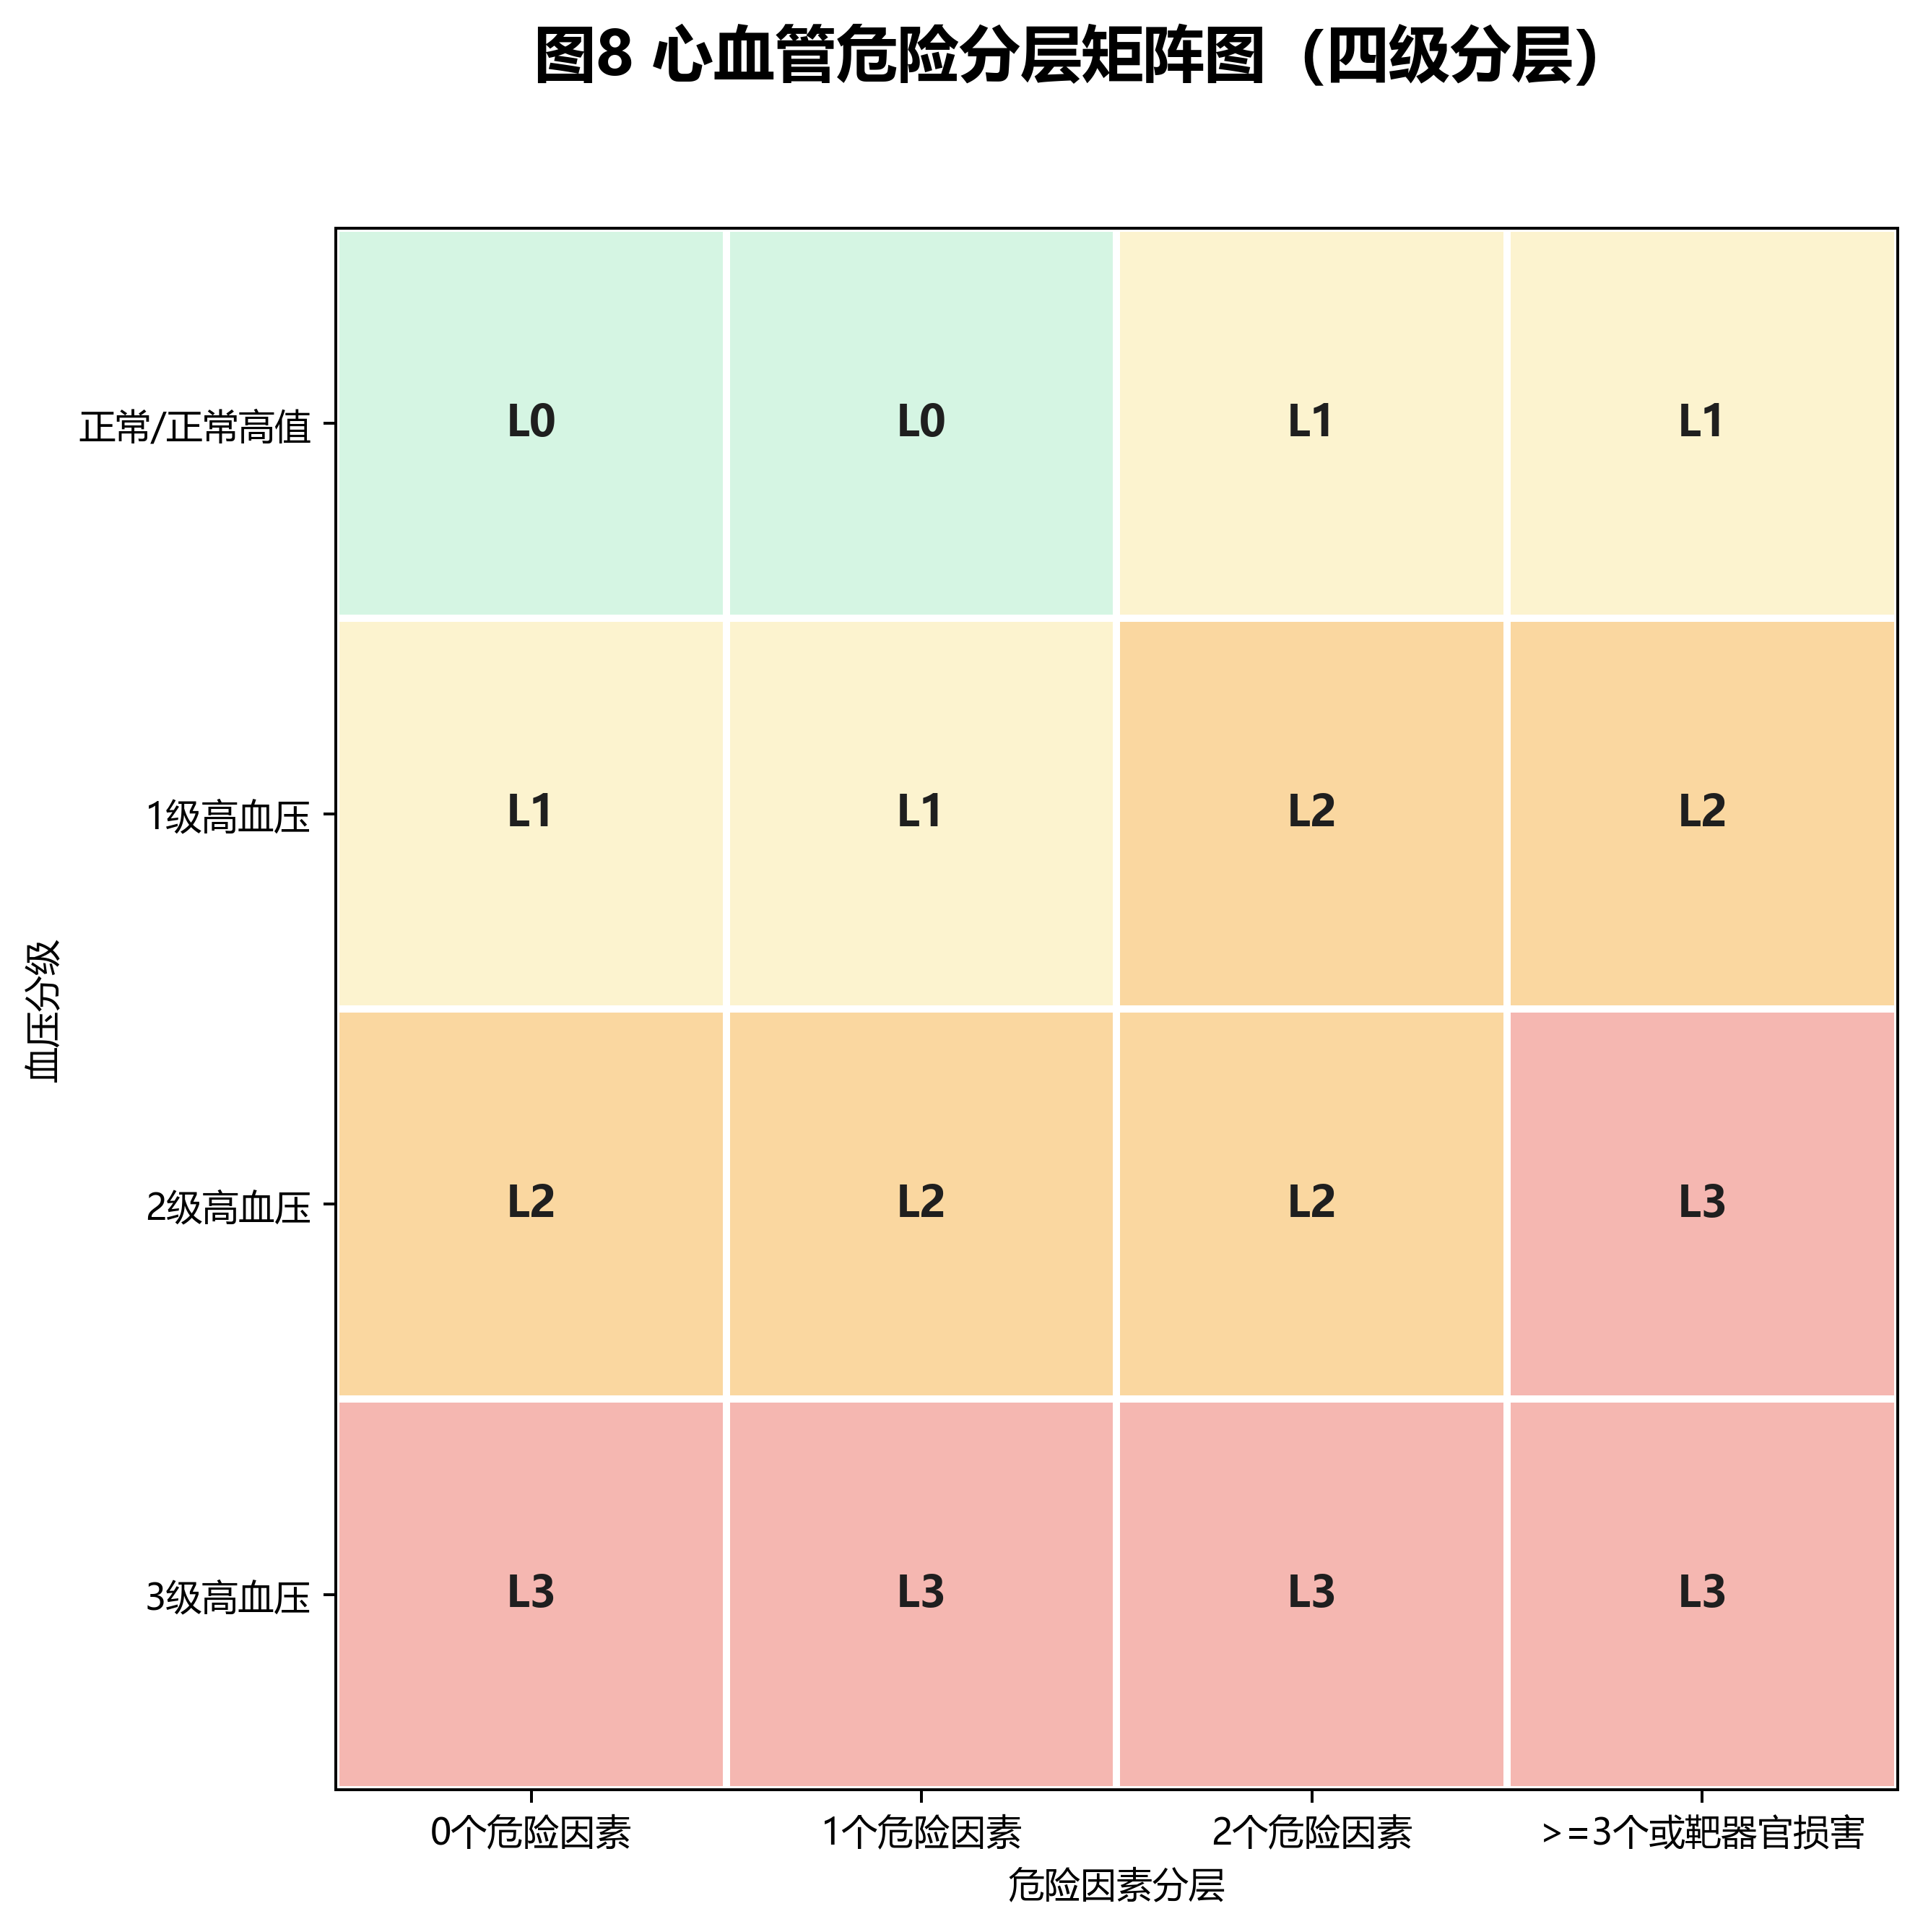 图8 心血管危险分层矩阵图（四级分层）
血压分级
正常/正常高值 L0 L0 L1 L1
1级高血压 L1 L1 L2 L2
2级高血压 L2 L2 L2 L3
3级高血压 L3 L3 L3 L3
0个危险因素 1个危险因素 2个危险因素 >=3个或靶器官损害
危险因素分层